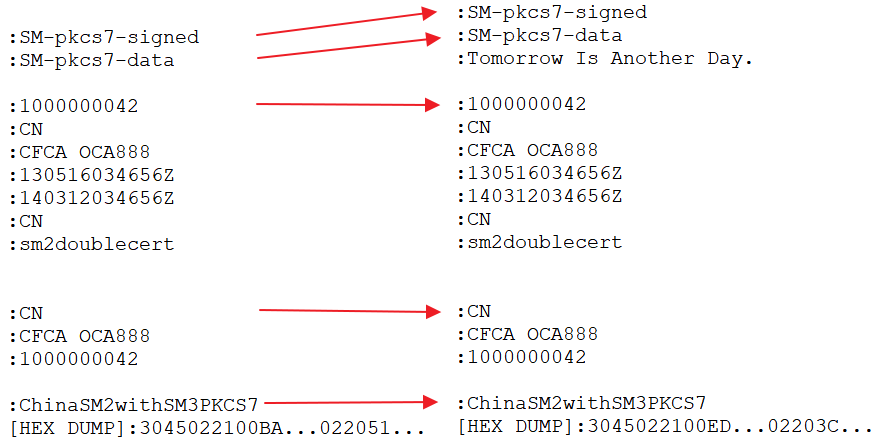 :SM-pkcs7-signed
:SM-pkcs7-data
:1000000042
:CN
:CFCA OCA888
:130516034656Z
:140312034656Z
:CN
:sm2doublecert
:CN
:CFCA OCA888
:1000000042
:ChinaSM2withSM3PKCS7
[HEX DUMP]:3045022100BA...022051...
:SM-pkcs7-signed
:SM-pkcs7-data
:Tomorrow Is Another Day.
:1000000042
:CN
:CFCA OCA888
:130516034656Z
:140312034656Z
:CN
:sm2doublecert
:CN
:CFCA OCA888
:1000000042
:ChinaSM2withSM3PKCS7
[HEX DUMP]:3045022100ED...02203C...